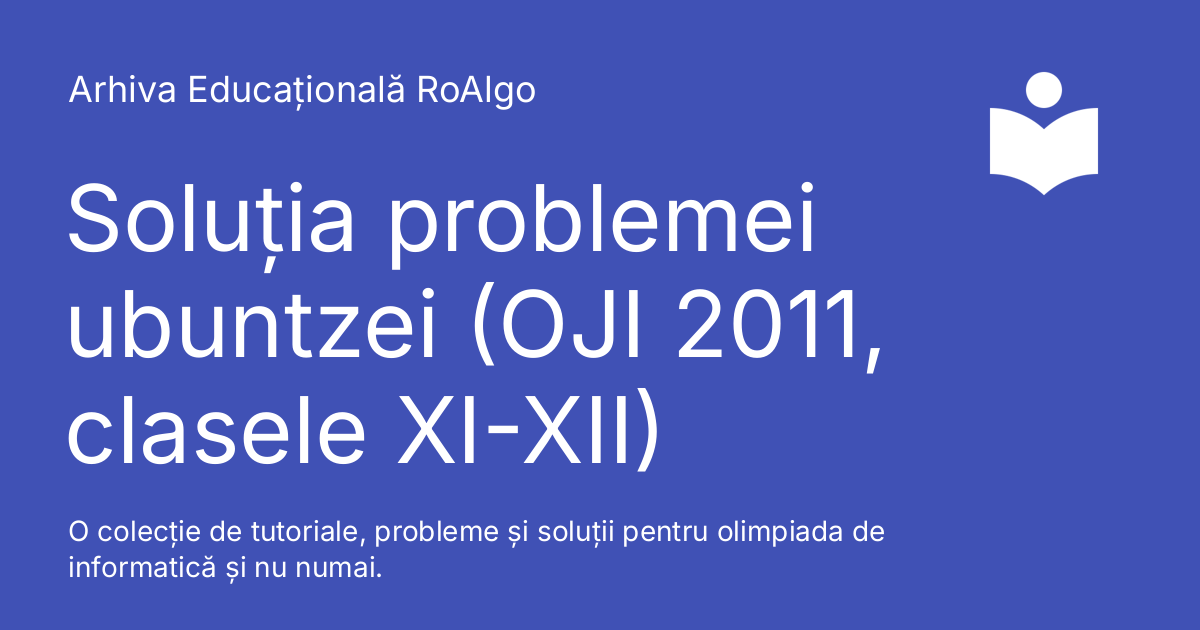 Arhiva Educațională RoAlgo
Soluția problemei
ubuntzei (OJI 2011,
clasele XI-XII)
O colecție de tutoriale, probleme și soluții pentru olimpiada de
informatică și nu numai.